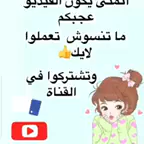 اتمنى يكون الفيديو
عجبكم
ما تنسوش تعملوا
لايك👍
وتشتركوا في
القناة